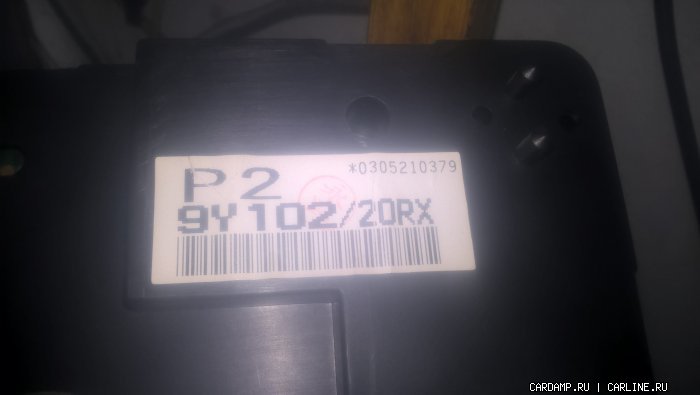 *0305210379
P2
9Y102/20RX
CARDAMP.RU | CARLINE.RU